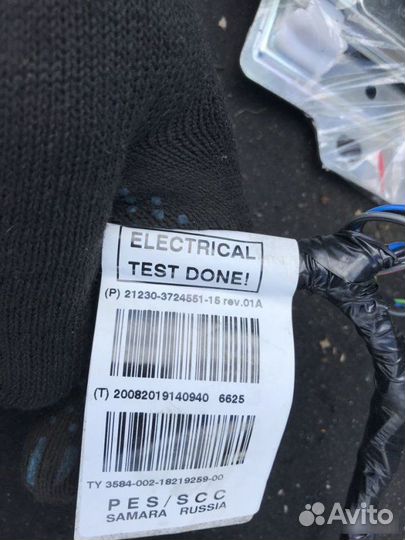 ELECTRICAL
TEST DONE!
(P) 21230-3724551-15 rev.01A
(T) 20082019140940 6625
TY 3584-002-18219259-00
PES/SCC
SAMARA RUSSIA
Avito